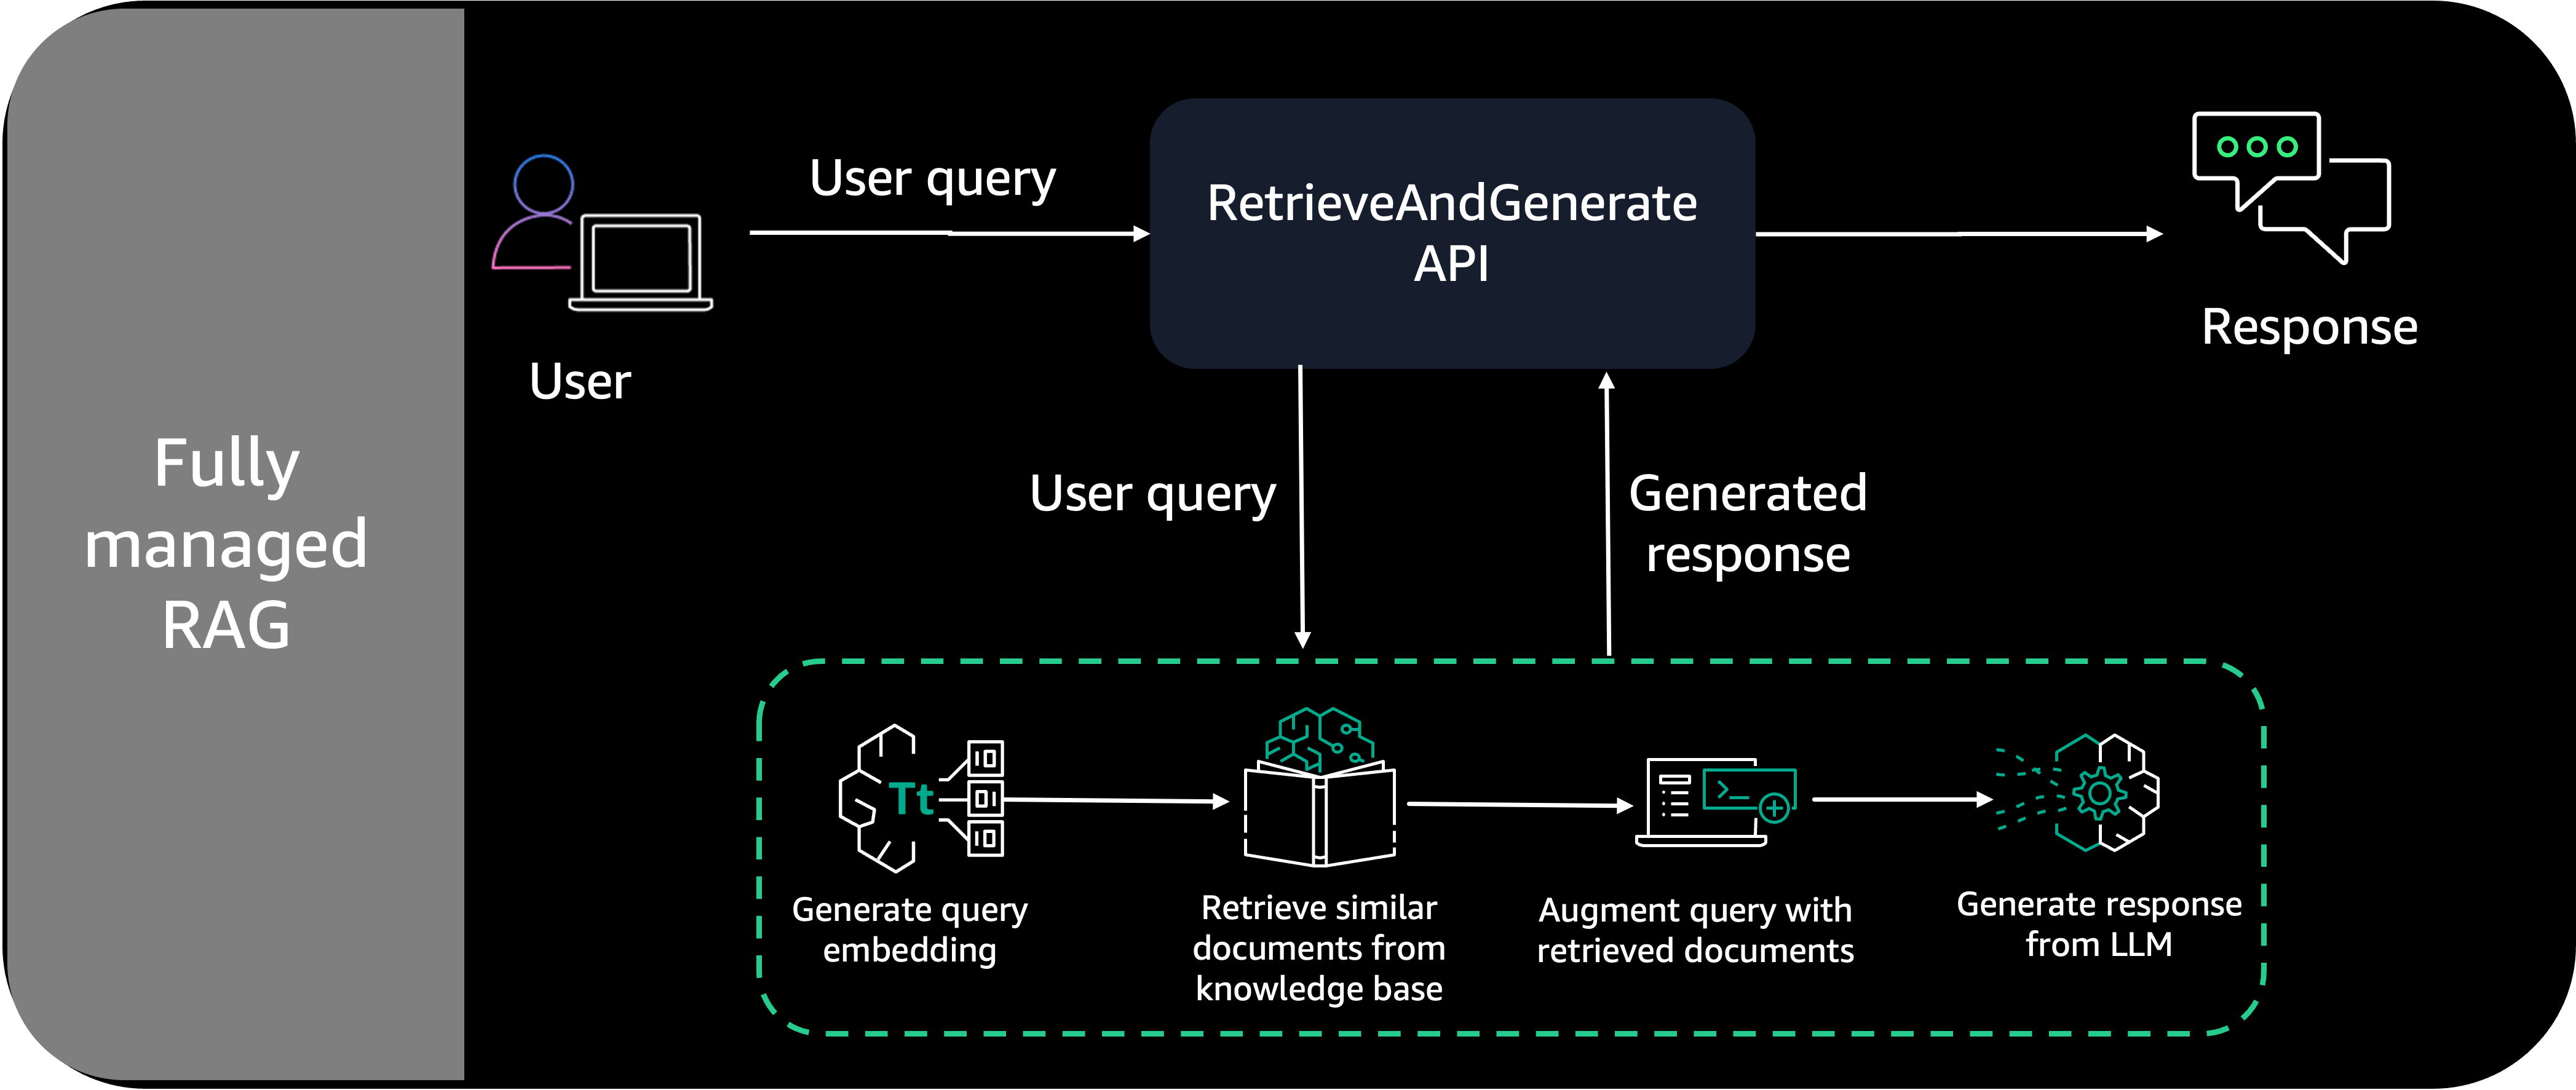 Fully
managed
RAG
User
User query
RetrieveAndGenerate
API
Response
User query
Generated
response
Tt
Generate query
embedding
Retrieve similar
documents from
knowledge base
Augment query with
retrieved documents
Generate response
from LLM